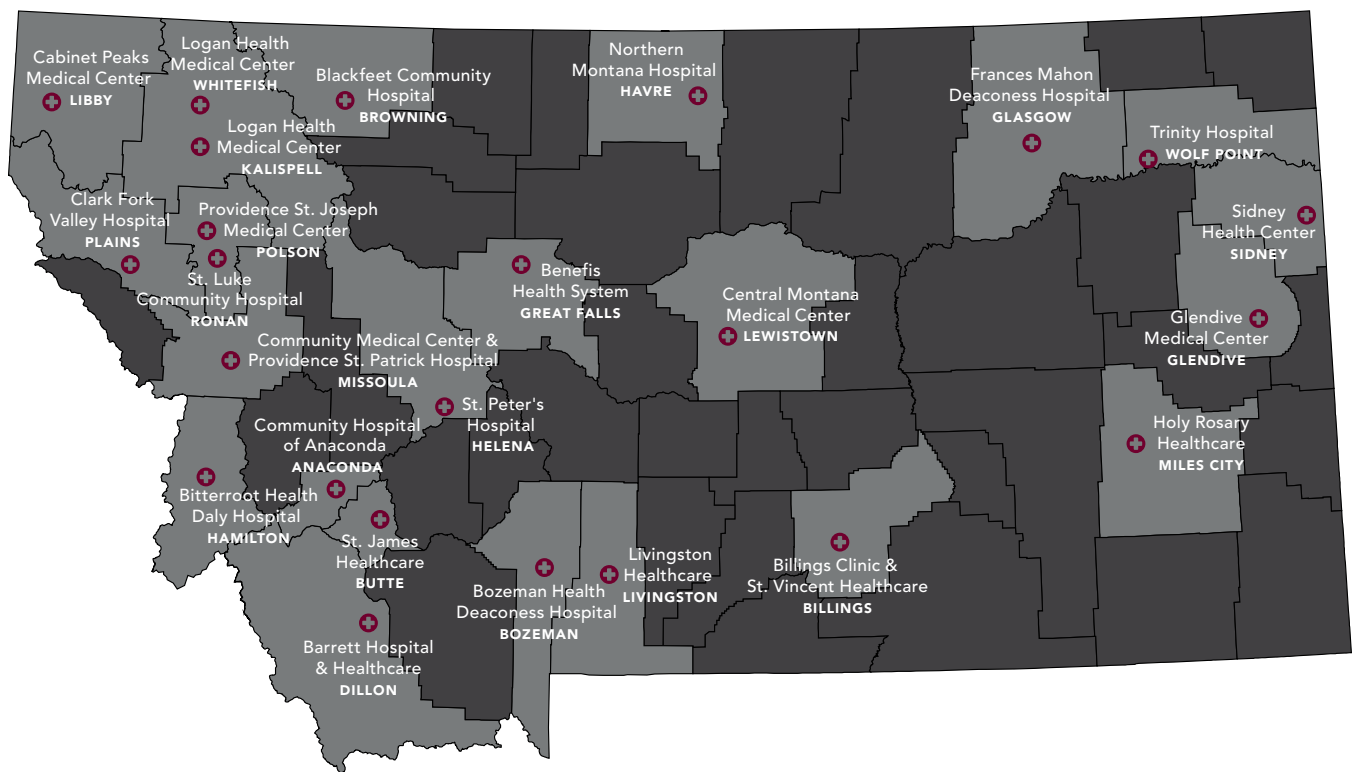 Cabinet Peaks
Medical Center
LIBBY
Logan Health
Medical Center
WHITEFISH
Logan Health
Medical Center
KALISPELL
Blackfeet Community
Hospital
BROWNING
Northern
Montana Hospital
HAVRE
Frances Mahon
Deaconess Hospital
GLASGOW
Trinity Hospital
WOLF POINT
Sidney
Health Center
SIDNEY
Clark Fork
Valley Hospital
PLAINS
Providence St. Joseph
Medical Center
POLSON
St. Luke
Community Hospital
RONAN
Benefis
Health System
GREAT FALLS
Central Montana
Medical Center
LEWISTOWN
Glendive
Medical Center
GLENDIVE
Community Medical Center &
Providence St. Patrick Hospital
MISSOULA
St. Peter's
Hospital
HELENA
Holy Rosary
Healthcare
MILES CITY
Community Hospital
of Anaconda
ANACONDA
Bitterroot Health
Daly Hospital
HAMILTON
St. James
Healthcare
BUTTE
Bozeman Health
Deaconess Hospital
BOZEMAN
Livingston
Healthcare
LIVINGSTON
Billings Clinic &
St. Vincent Healthcare
BILLINGS
Barrett Hospital
& Healthcare
DILLON